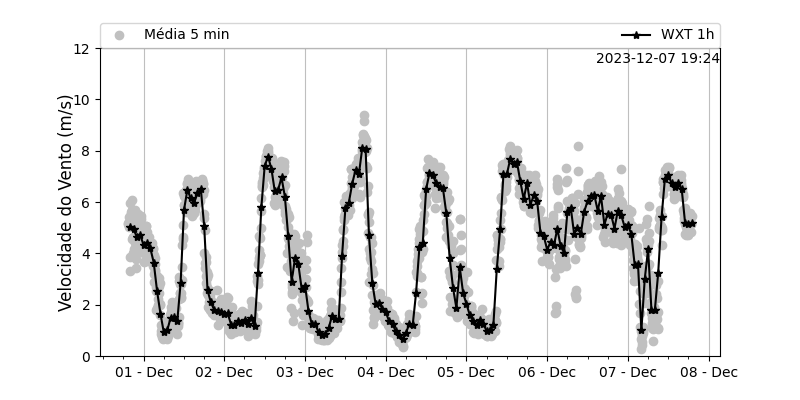 Média 5 min
WXT 1h
2023-12-07 19:24
Velocidade do Vento (m/s)
12
10
8
6
4
2
0
01 - Dec
02 - Dec
03 - Dec
04 - Dec
05 - Dec
06 - Dec
07 - Dec
08 - Dec